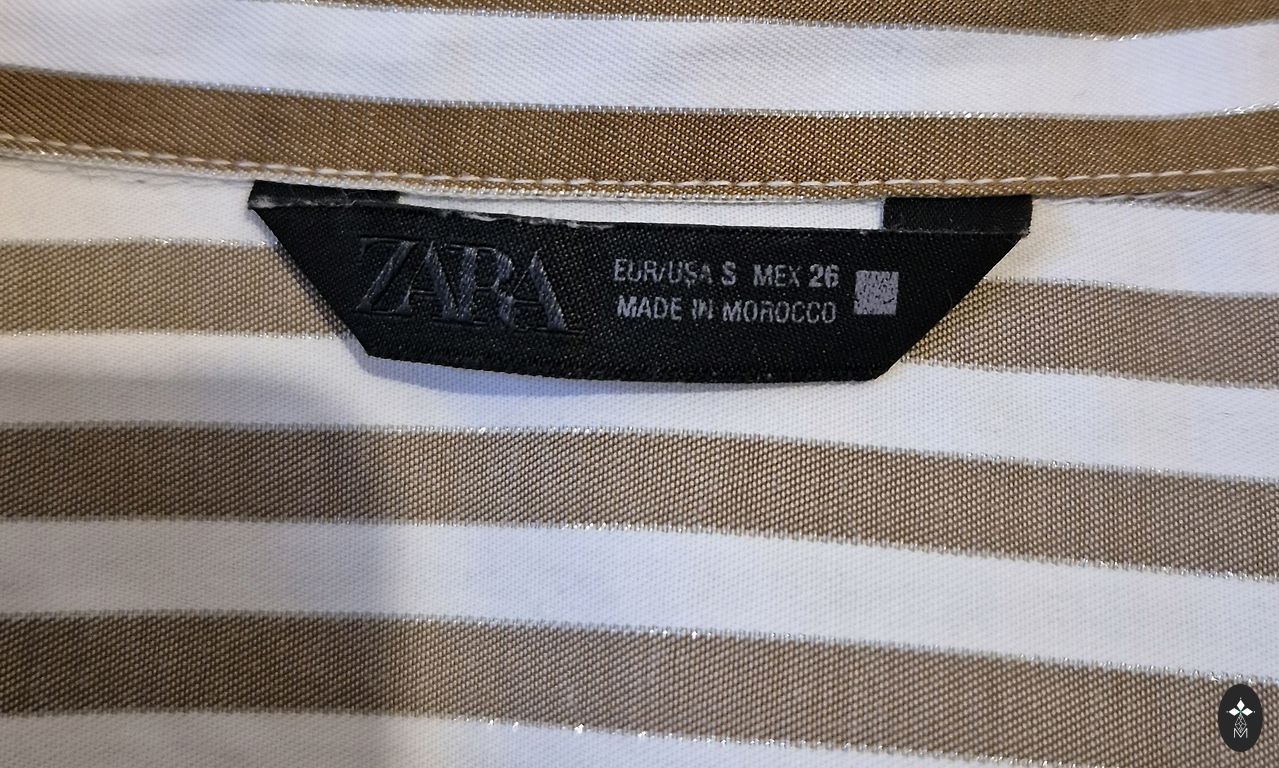 ZARA
EUR/USA S MEX 26
MADE IN MOROCCO
M